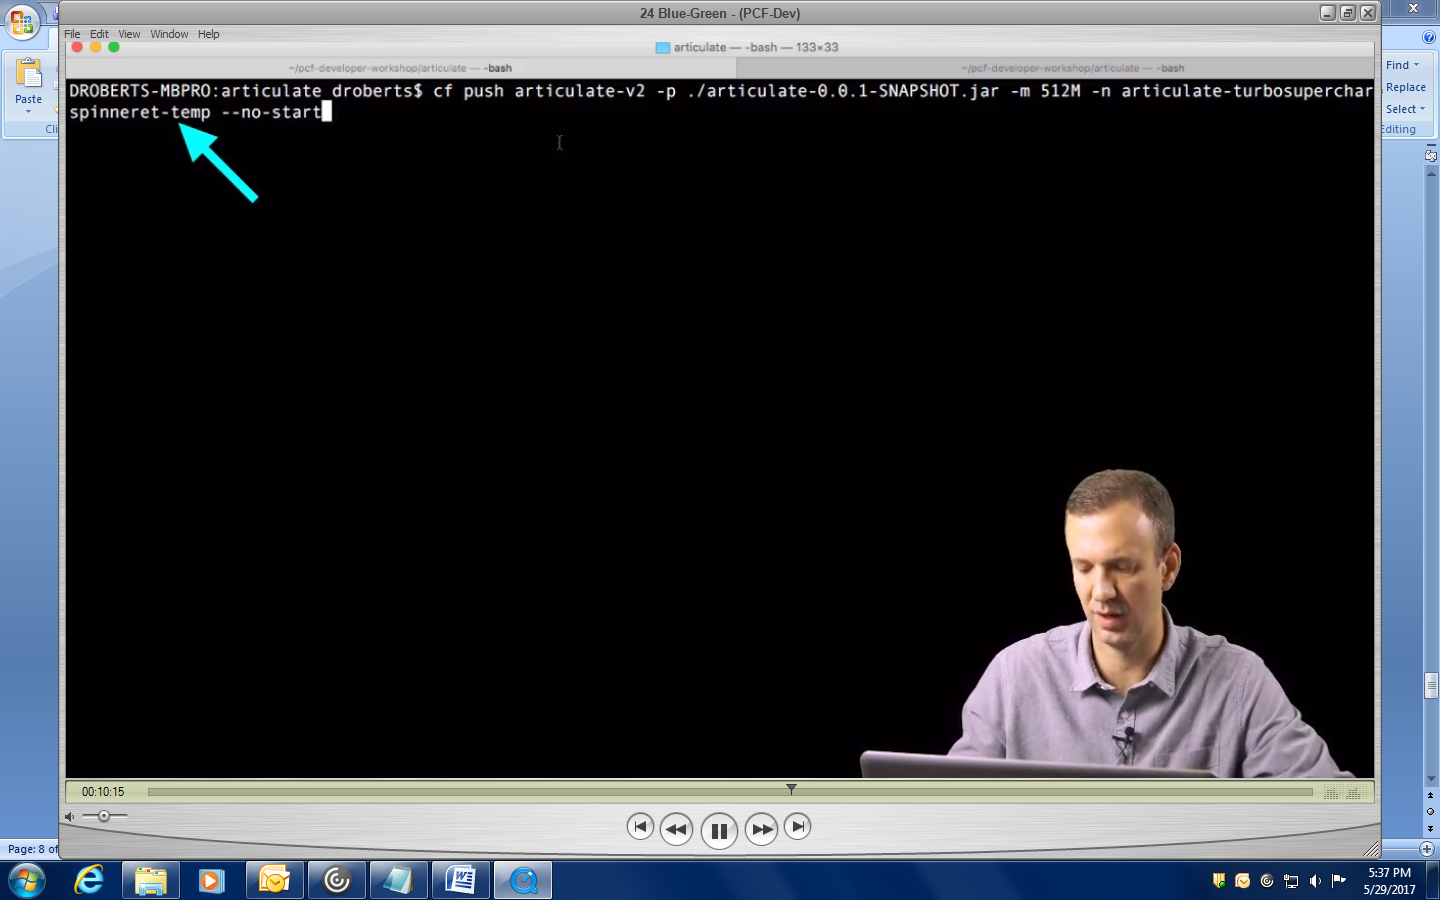 24 Blue-Green - (PCF-Dev)
File Edit View Window Help
articulate — -bash — 133×33
~/pcf-developer-workshop/articulate — -bash
~/pcf-developer-workshop/articulate — -bash
DROBERTS-MBPRO:articulate droberts$ cf push articulate-v2 -p ./articulate-0.0.1-SNAPSHOT.jar -m 512M -n articulate-turbosuperchar
spinneret-temp --no-start
Paste
Find
Replace
Select
Editing
00:10:15
Page: 8 of
5:37 PM
5/29/2017